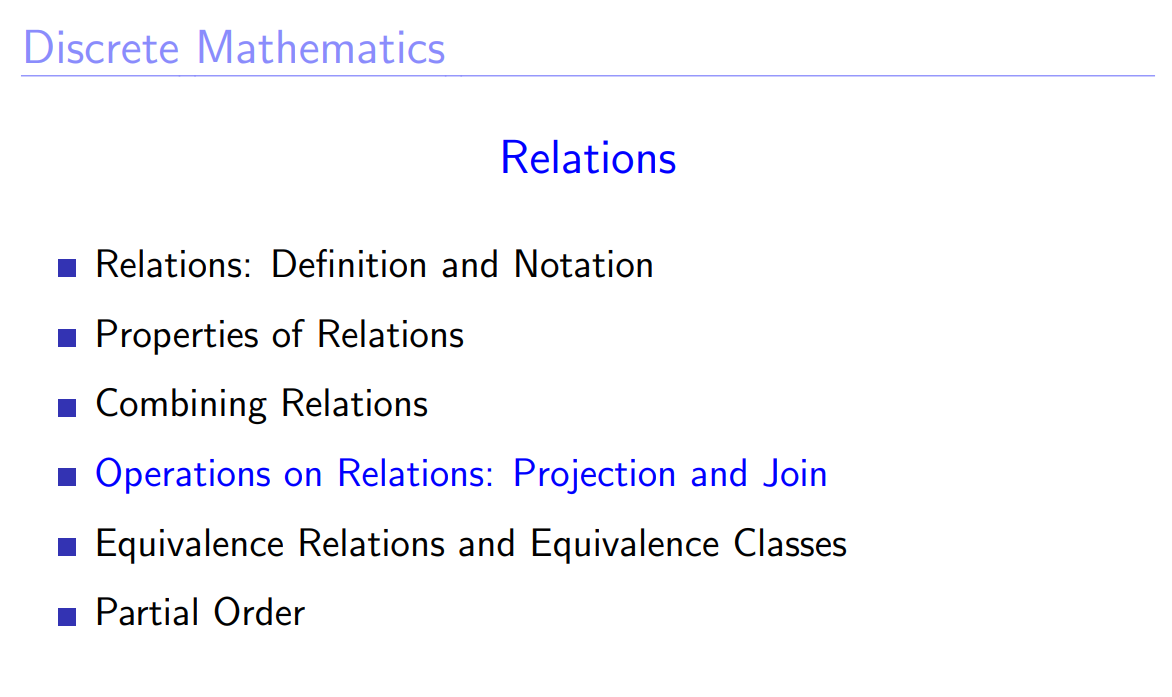 Discrete Mathematics
Relations
Relations: Definition and Notation
Properties of Relations
Combining Relations
Operations on Relations: Projection and Join
Equivalence Relations and Equivalence Classes
Partial Order